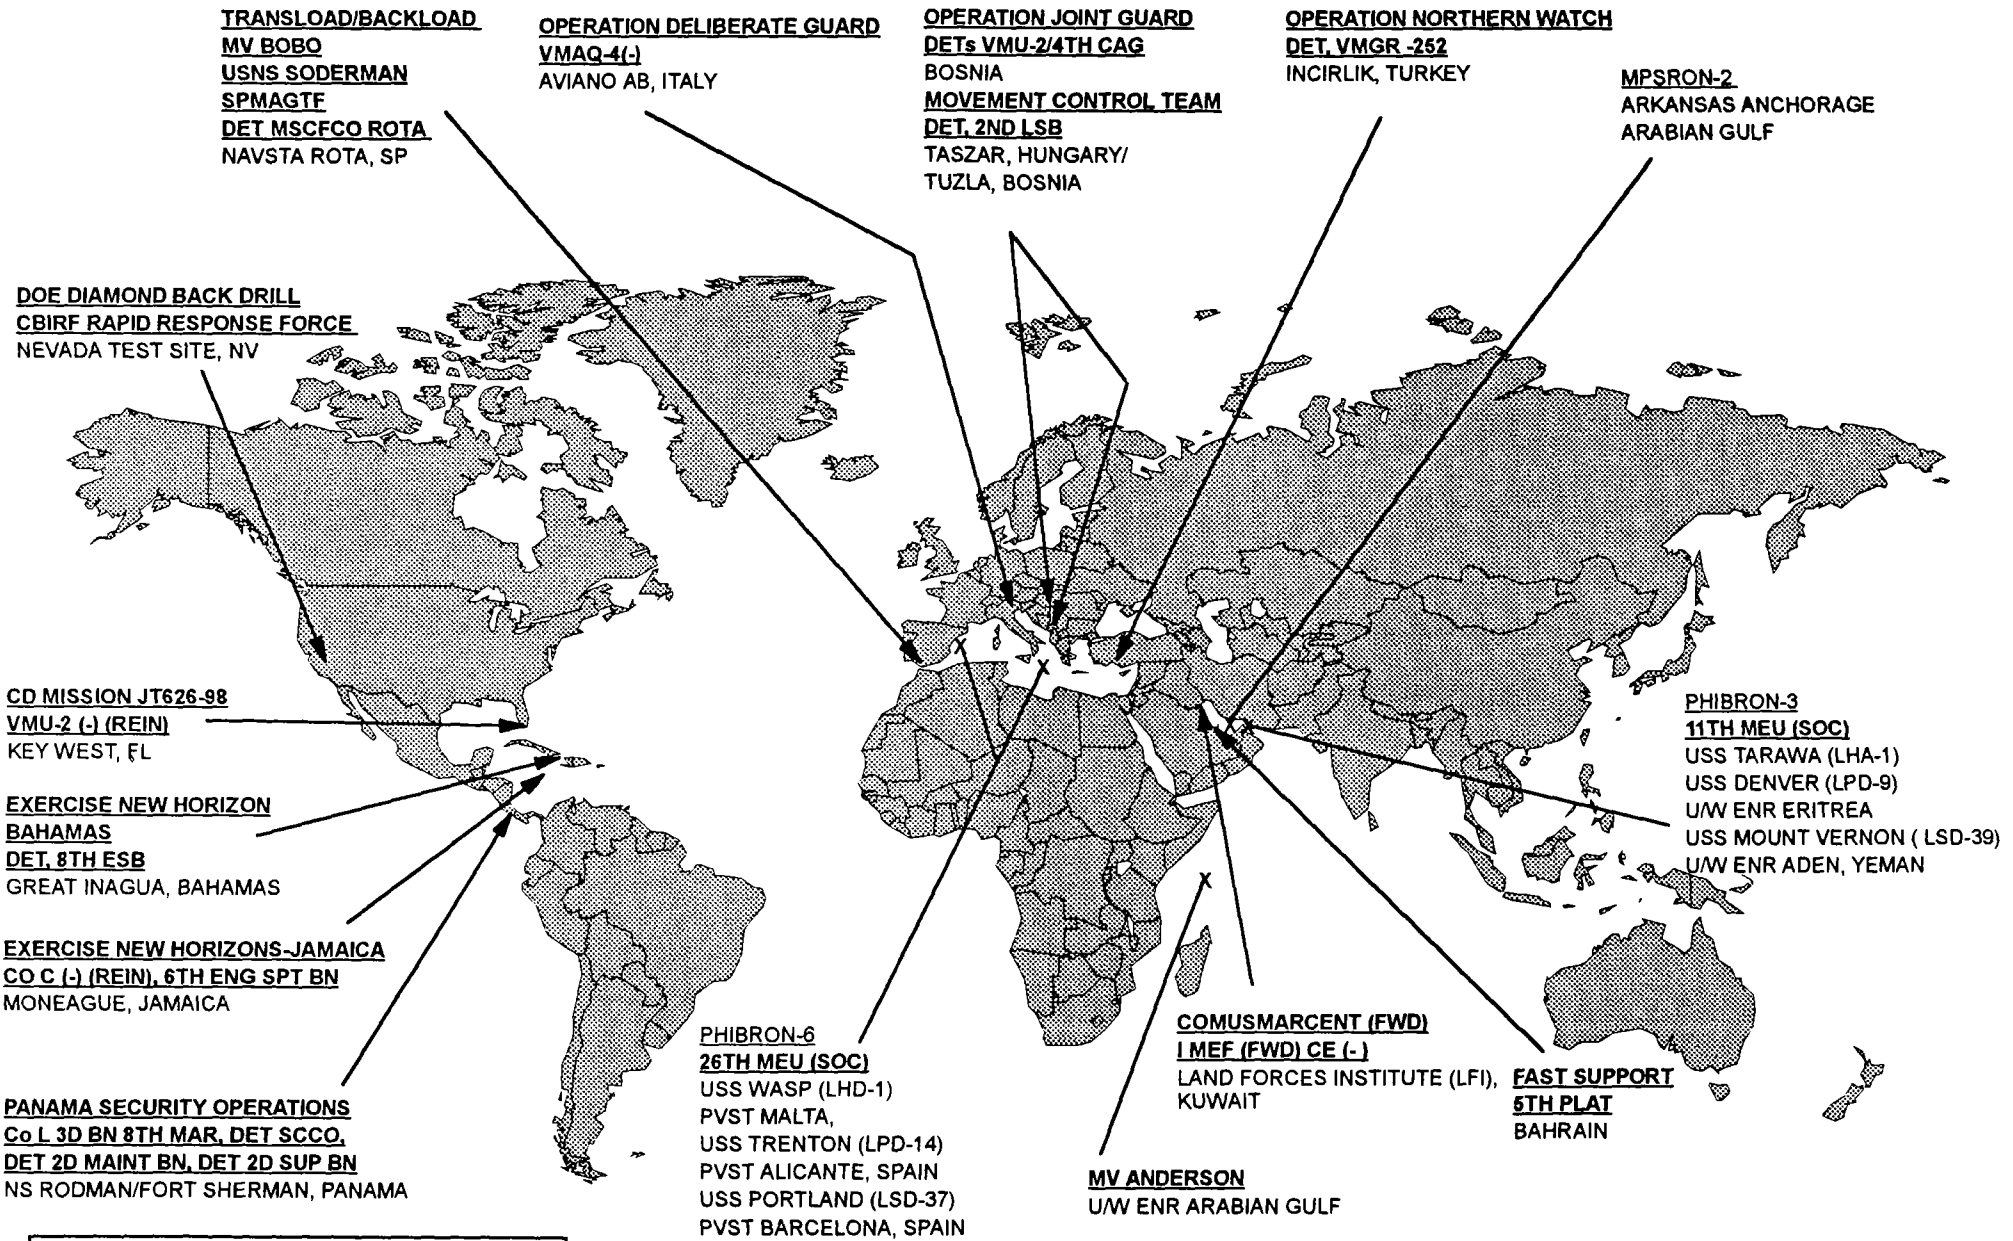 TRANSLOAD/BACKLOAD
MV BOBO
USNS SODERMAN
SPMAGTF
DET MSCFCO ROTA
NAVSTA ROTA, SP
OPERATION DELIBERATE GUARD
VMAQ-4(-)
AVIANO AB, ITALY
OPERATION JOINT GUARD
DETs VMU-2/4TH CAG
BOSNIA
MOVEMENT CONTROL TEAM
DET, 2ND LSB
TASZAR, HUNGARY/
TUZLA, BOSNIA
OPERATION NORTHERN WATCH
DET, VMGR -252
INCIRLIK, TURKEY
MPSRON-2
ARKANSAS ANCHORAGE
ARABIAN GULF
DOE DIAMOND BACK DRILL
CBIRF RAPID RESPONSE FORCE
NEVADA TEST SITE, NV
CD MISSION JT626-98
VMU-2 (-) (REIN)
KEY WEST, FL
EXERCISE NEW HORIZON
BAHAMAS
DET, 8TH ESB
GREAT INAGUA, BAHAMAS
EXERCISE NEW HORIZONS-JAMAICA
CO C (-) (REIN), 6TH ENG SPT BN
MONEAGUE, JAMAICA
PANAMA SECURITY OPERATIONS
Co L 3D BN 8TH MAR, DET SCCO,
DET 2D MAINT BN, DET 2D SUP BN
NS RODMAN/FORT SHERMAN, PANAMA
PHIBRON-6
26TH MEU (SOC)
USS WASP (LHD-1)
PVST MALTA,
USS TRENTON (LPD-14)
PVST ALICANTE, SPAIN
USS PORTLAND (LSD-37)
PVST BARCELONA, SPAIN
MV ANDERSON
U/W ENR ARABIAN GULF
COMUSMARCENT (FWD)
I MEF (FWD) CE (-)
LAND FORCES INSTITUTE (LFI),
KUWAIT
FAST SUPPORT
5TH PLAT
BAHRAIN
PHIBRON-3
11TH MEU (SOC)
USS TARAWA (LHA-1)
USS DENVER (LPD-9)
U/W ENR ERITREA
USS MOUNT VERNON ( LSD-39)
U/W ENR ADEN, YEMAN